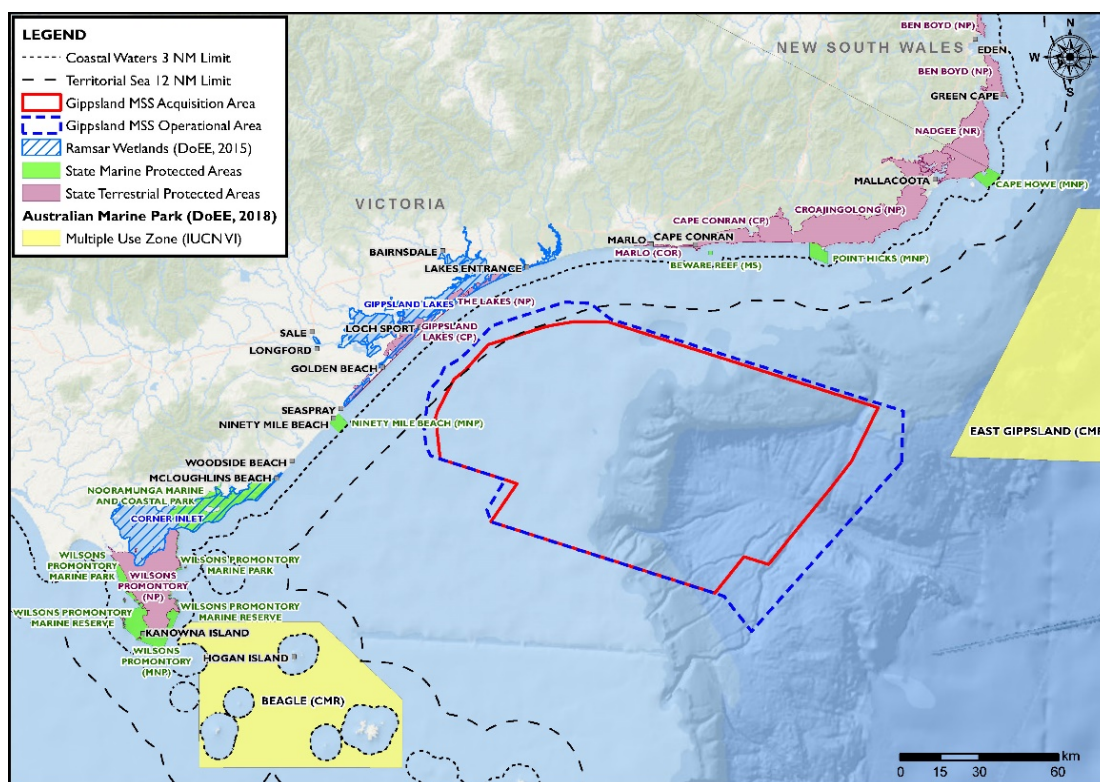 LEGEND
Coastal Waters 3 NM Limit
Territorial Sea 12 NM Limit
Gippsland MSS Acquisition Area
Gippsland MSS Operational Area
Ramsar Wetlands (DoEE, 2015)
State Marine Protected Areas
State Terrestrial Protected Areas
Australian Marine Park (DoEE, 2018)
Multiple Use Zone (IUCN VI)
BEN BOYD (NP)
N
NEW SOUTH WALES
EDEN
W
E
S
BEN BOYD (NP)
GREEN CAPE
NADGEE (NR)
MALLACOOTA
CAPE HOWE (MNP)
VICTORIA
CROAJINGOLONG (NP)
CAPE CONRAN (CP)
BAIRNSDALE
MARLO
CAPE CONRAN
MARLO (COR)
POINT HICKS (MNP)
BEWARE REEF (MS)
LAKES ENTRANCE
GIPPSLAND LAKES
THE LAKES (NP)
SALE
LOCH SPORT
GIPPSLAND
LAKES (CP)
LONGFORD
GOLDEN BEACH
SEASPRAY
NINETY MILE BEACH
NINETY MILE BEACH (MNP)
EAST GIPPSLAND (CMR
WOODSIDE BEACH
MCLOUGHLINS BEACH
NOORAMUNGA MARINE
AND COASTAL PARK
CORNER INLET
WILSONS
PROMONTORY
MARINE PARK
WILSONS PROMONTORY
MARINE PARK
WILSONS
PROMONTORY
(NP)
WILSONS PROMONTORY
MARINE RESERVE
WILSONS PROMONTORY
MARINE RESERVE
KANOWNA ISLAND
WILSONS
PROMONTORY
(MNP)
HOGAN ISLAND
BEAGLE (CMR)
km
0
15
30
60